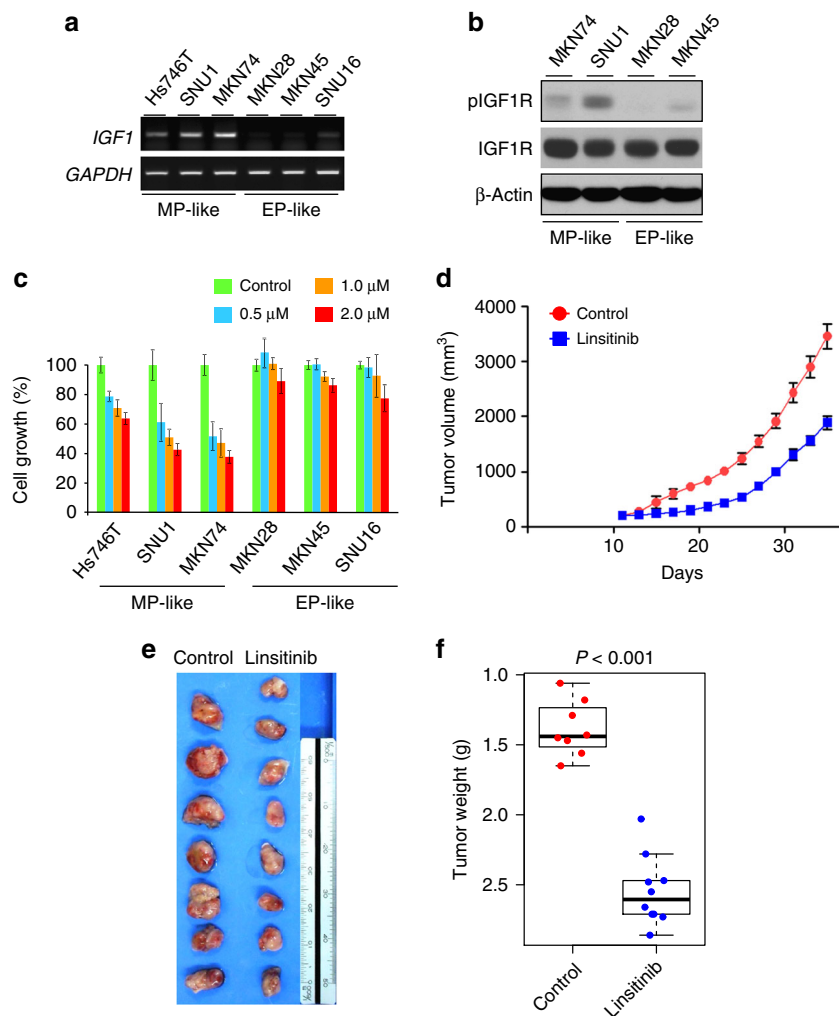 a
Hs746T SNU1 MKN74 MKN28 MKN45 SNU16
IGF1
GAPDH
MP-like EP-like
b
MKN74 SNU1 MKN28 MKN45
pIGF1R
IGF1R
β-Actin
MP-like EP-like
c
Control 1.0 μM
0.5 μM 2.0 μM
Cell growth (%)
100
80
60
40
20
0
Hs746T SNU1 MKN74 MKN28 MKN45 SNU16
MP-like EP-like
d
Control
Linsitinib
Tumor volume (mm³)
4000
3000
2000
1000
0
10 20 30
Days
e
Control Linsitinib
f
P < 0.001
Tumor weight (g)
1.0
1.5
2.0
2.5
Control Linsitinib